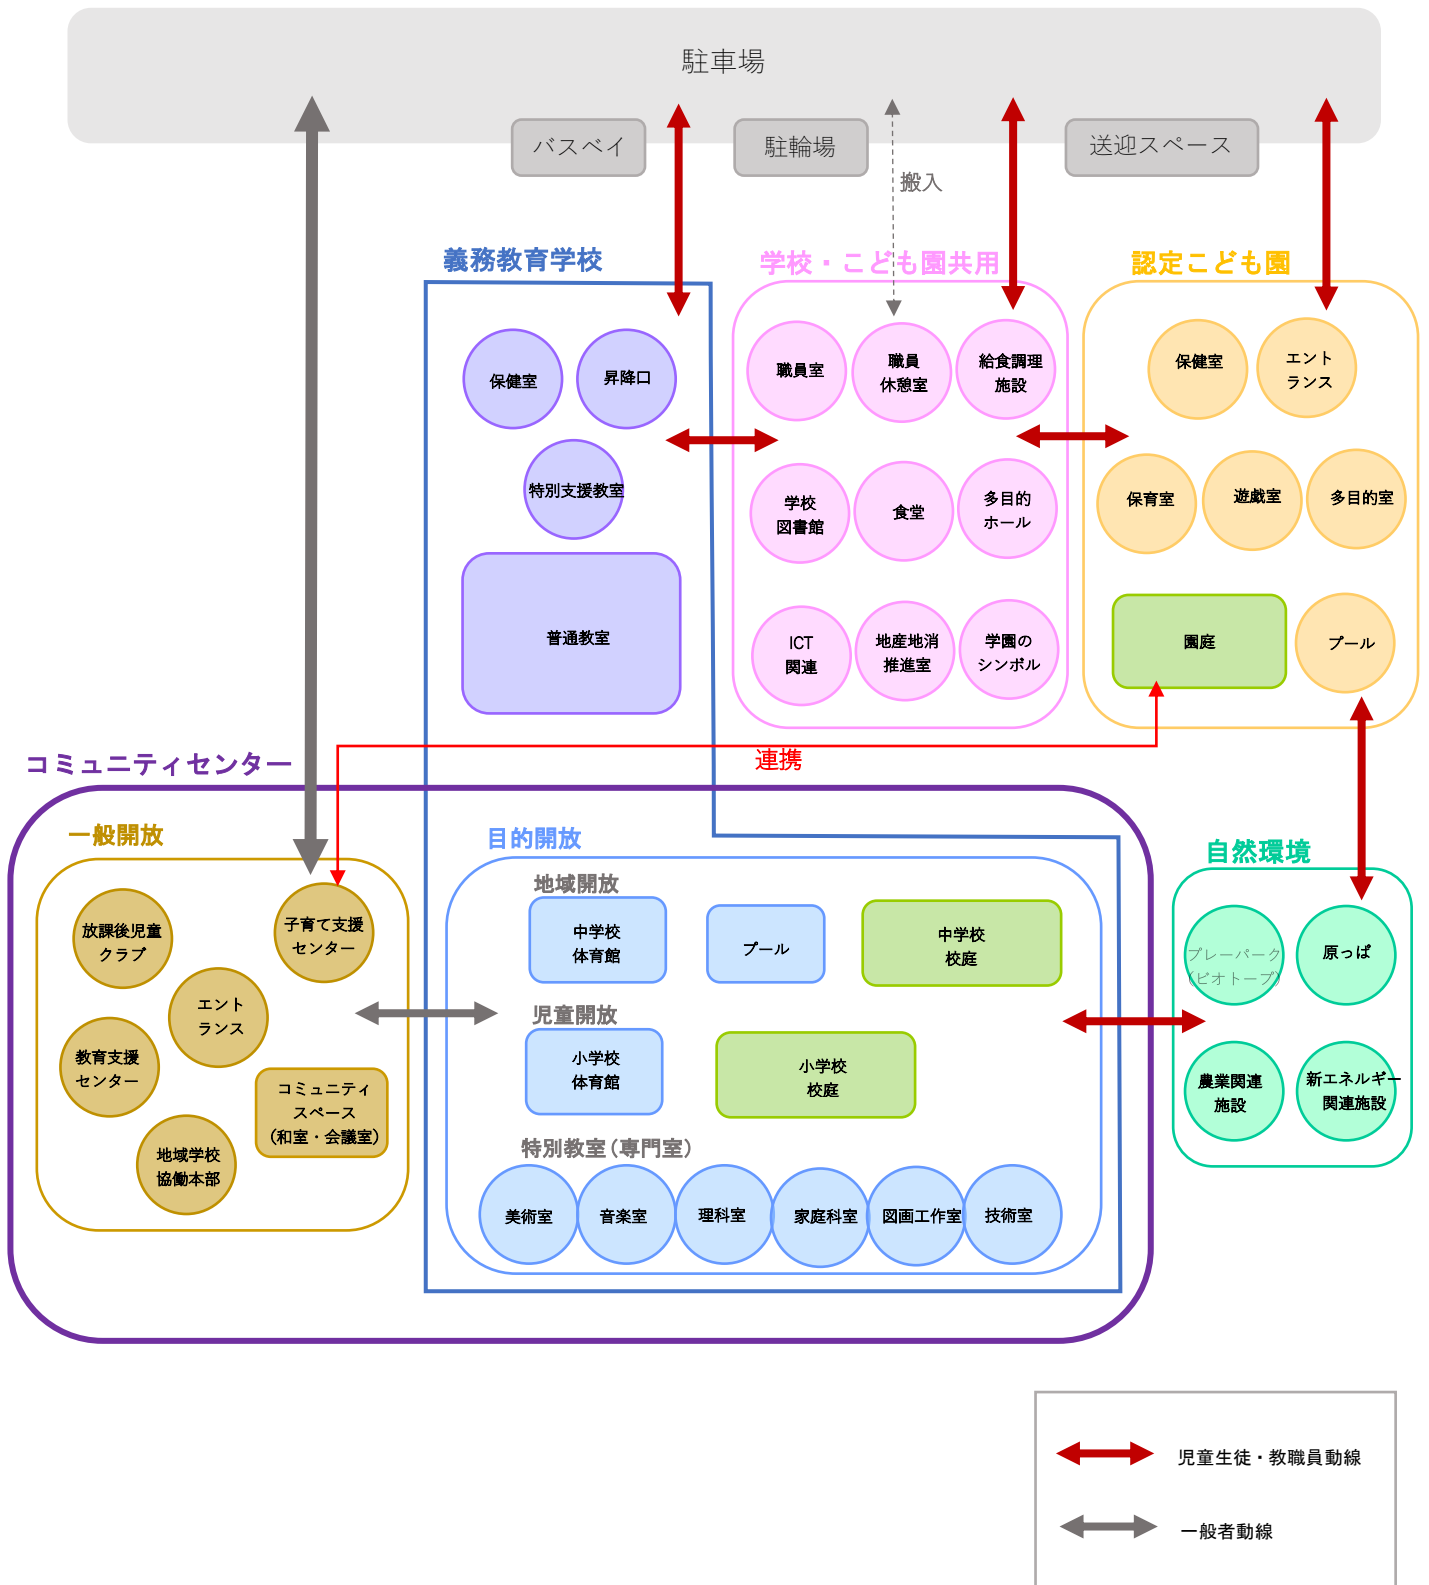 駐車場
バスベイ
駐輪場
送迎スペース
搬入
義務教育学校
学校・こども園共用
認定こども園
保健室
昇降口
特別支援教室
普通教室
職員室
職員
休憩室
給食調理
施設
学校
図書館
食堂
多目的
ホール
ICT
関連
地産地消
推進室
学園の
シンボル
保健室
エント
ランス
保育室
遊戯室
多目的室
園庭
プール
連携
コミュニティセンター
一般開放
放課後児童
クラブ
子育て支援
センター
エント
ランス
教育支援
センター
コミュニティ
スペース
(和室・会議室)
地域学校
協働本部
目的開放
地域開放
中学校
体育館
プール
中学校
校庭
児童開放
小学校
体育館
小学校
校庭
特別教室(専門室)
美術室
音楽室
理科室
家庭科室
図画工作室
技術室
自然環境
プレーパーク
(ビオトープ)
原っぱ
農業関連
施設
新エネルギー
関連施設
児童生徒・教職員動線
一般者動線